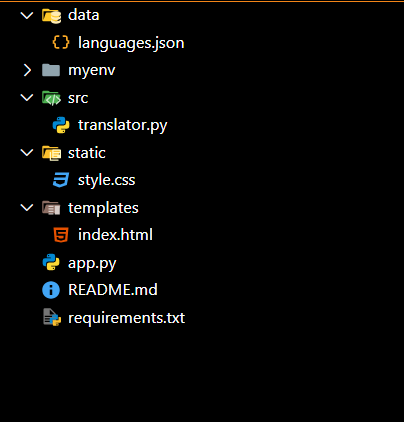 data
languages.json
myenv
src
translator.py
static
style.css
templates
index.html
app.py
README.md
requirements.txt